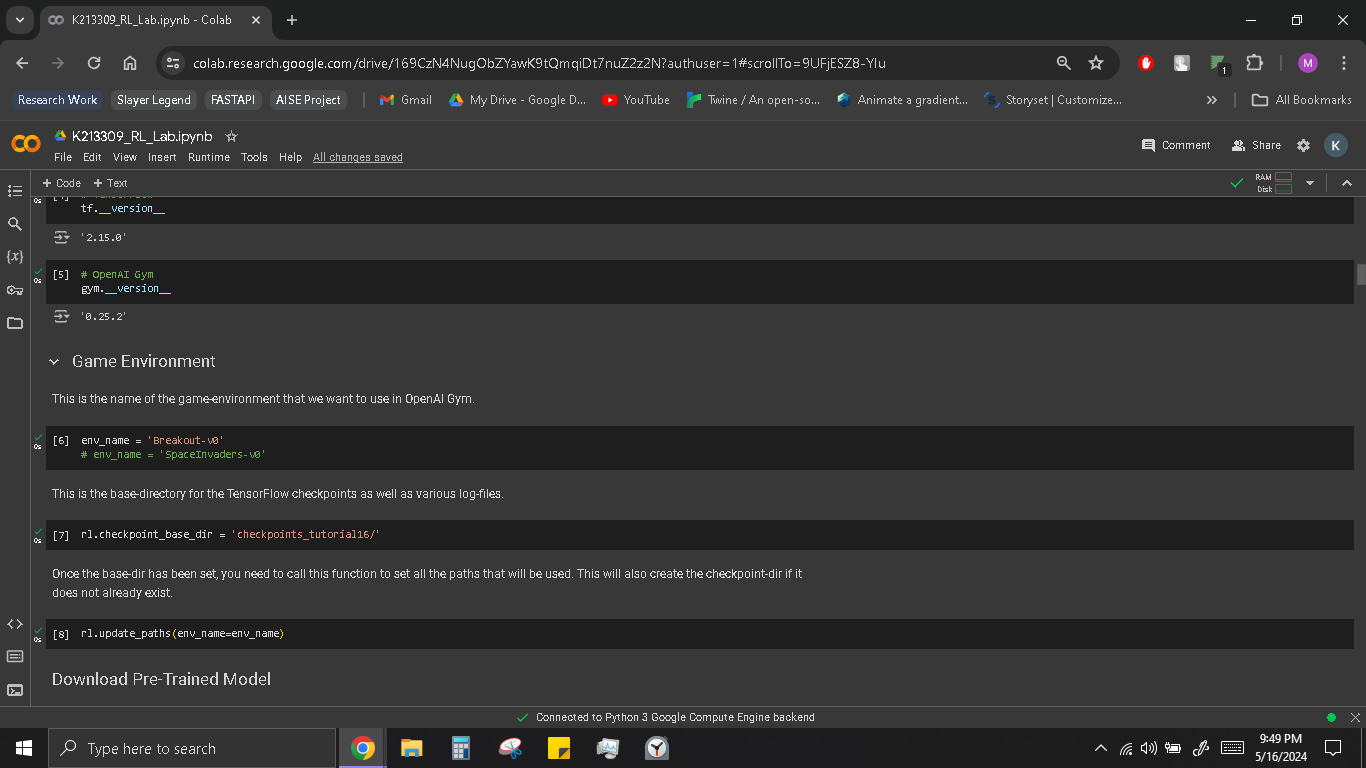 K213309_RL_Lab.ipynb - Colab
colab.research.google.com/drive/169CzN4NugObZYawK9tQmqiDt7nuZ2z2N?authuser=1#scrollTo=9UFjESZ8-YIu
1
M
Research Work
Slayer Legend
FASTAPI
AISE Project
Gmail
My Drive - Google D...
YouTube
Twine / An open-so...
Animate a gradient...
Storyset | Customize...
All Bookmarks
K213309_RL_Lab.ipynb
File Edit View Insert Runtime Tools Help All changes saved
Comment
Share
K
+ Code + Text
RAM
Disk
0s
tf.__version__
'2.15.0'
0s
[5] # OpenAI Gym
gym.__version__
'0.25.2'
Game Environment
This is the name of the game-environment that we want to use in OpenAI Gym.
0s
[6] env_name = 'Breakout-v0'
# env_name = 'SpaceInvaders-v0'
This is the base-directory for the TensorFlow checkpoints as well as various log-files.
0s
[7] rl.checkpoint_base_dir = 'checkpoints_tutorial16/'
Once the base-dir has been set, you need to call this function to set all the paths that will be used. This will also create the checkpoint-dir if it
does not already exist.
0s
[8] rl.update_paths(env_name=env_name)
Download Pre-Trained Model
Connected to Python 3 Google Compute Engine backend
Type here to search
9:49 PM
5/16/2024